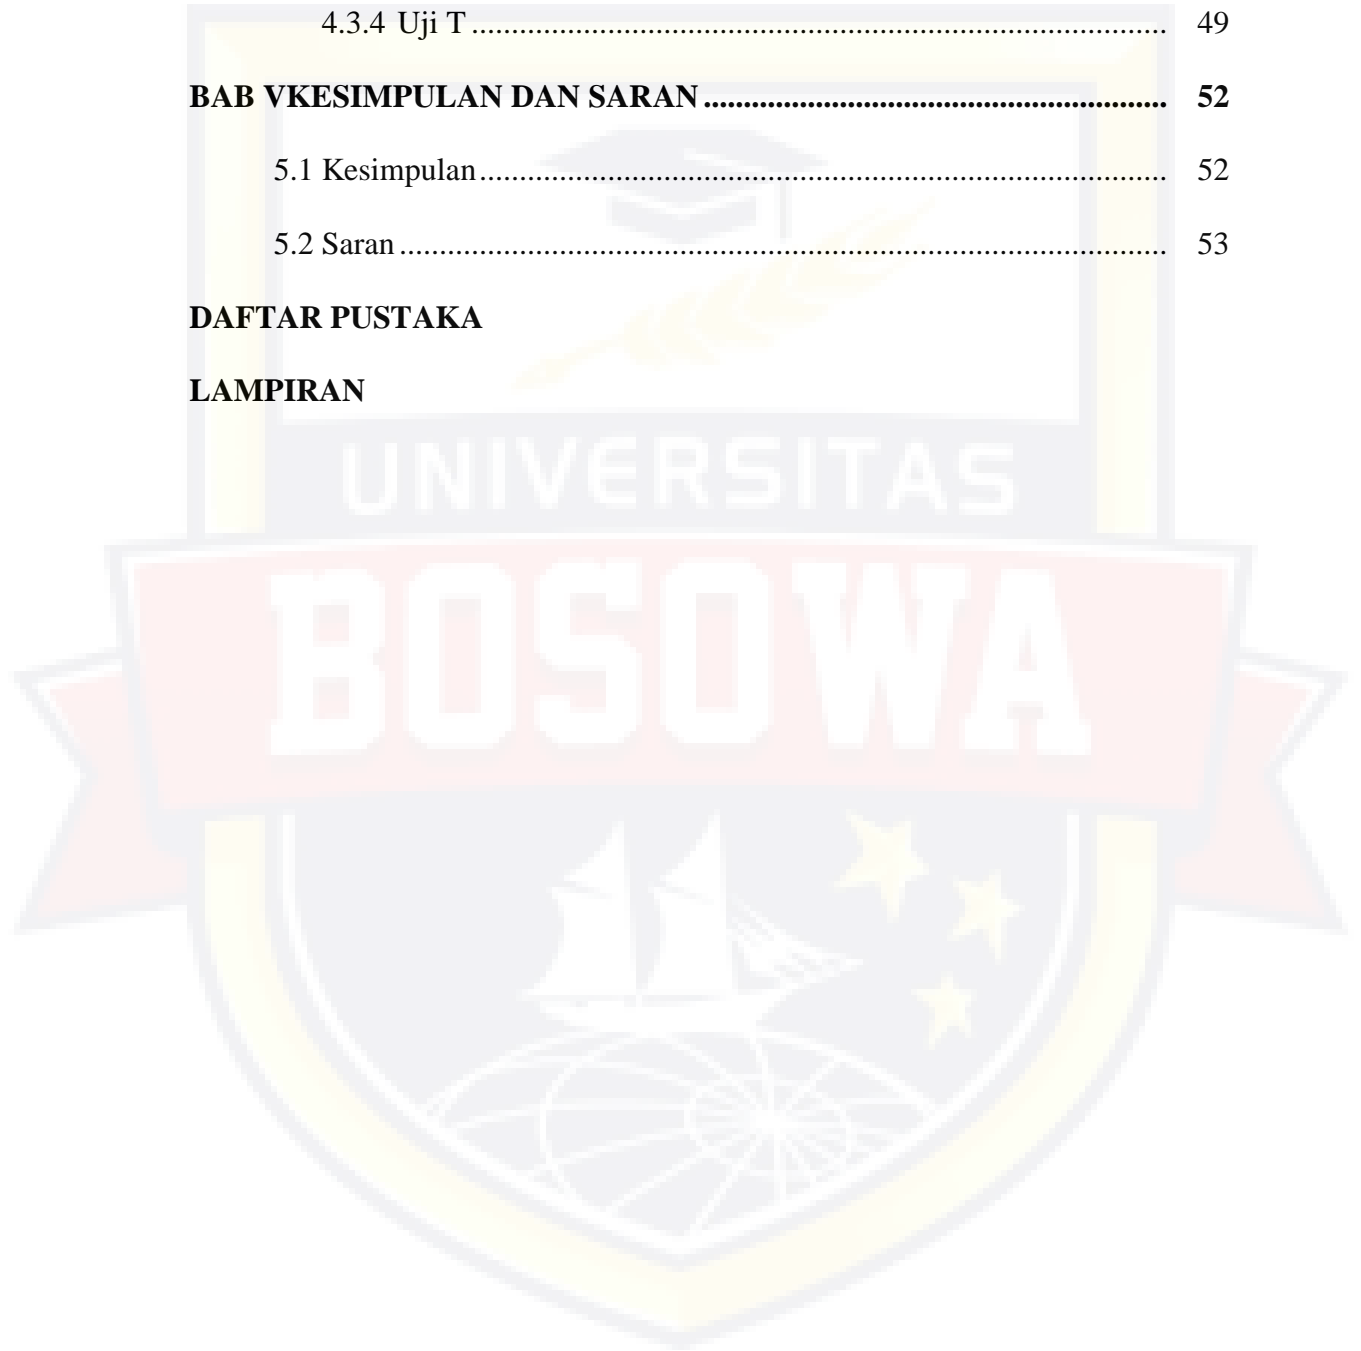 4.3.4 Uji T ........................................................................................ 49
BAB VKESIMPULAN DAN SARAN .......................................................... 52
5.1 Kesimpulan ...................................................................................... 52
5.2 Saran ................................................................................................ 53
DAFTAR PUSTAKA
LAMPIRAN
UNIVERSITAS
BOSOWA